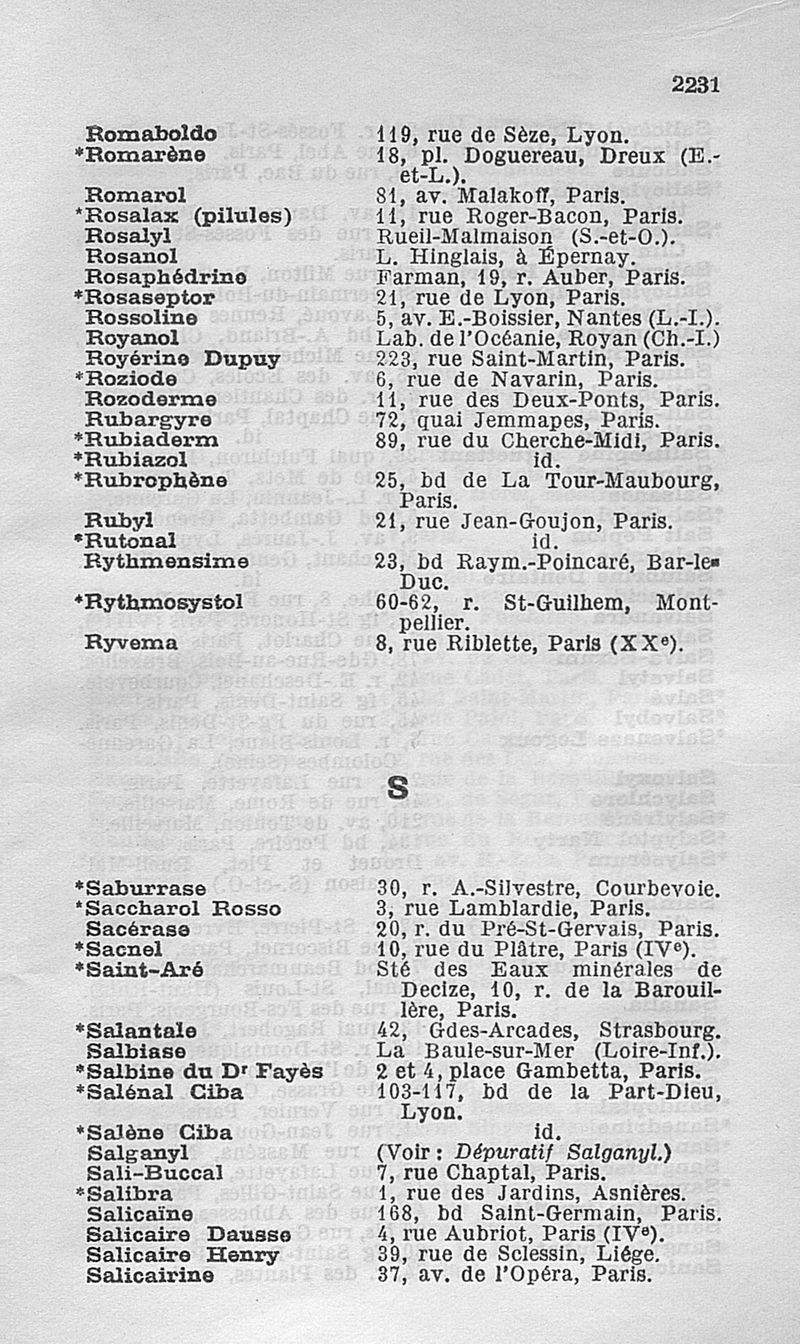 2231
Romaboldo 119, rue de Sèze, Lyon.
*Romarène 18, pl. Doguereau, Dreux (E.-
et-L.).
Romarol 81, av. Malakoff, Paris.
*Rosalax (pilules) 11, rue Roger-Bacon, Paris.
Rosalyl Rueil-Malmaison (S.-et-O.).
Rosanol L. Hinglais, à Épernay.
Rosaphédrine Farman, 19, r. Auber, Paris.
*Rosaseptor 21, rue de Lyon, Paris.
Rossoline 5, av. E.-Boissier, Nantes (L.-I.).
Royanol Lab. de l'Océanie, Royan (Ch.-I.)
Royérine Dupuy 223, rue Saint-Martin, Paris.
*Roziode 6, rue de Navarin, Paris.
Rozoderme 11, rue des Deux-Ponts, Paris.
Rubargyre 72, quai Jemmapes, Paris.
*Rubiaderm 89, rue du Cherche-Midi, Paris.
*Rubiazol id.
*Rubrophène 25, bd de La Tour-Maubourg,
Paris.
Rubyl 21, rue Jean-Goujon, Paris.
*Rutonal id.
Rythmensime 23, bd Raym.-Poincaré, Bar-le-
Duc.
*Rythmosystol 60-62, r. St-Guilhem, Mont-
pellier.
Ryvema 8, rue Riblette, Paris (XXe).
S
*Saburrase 30, r. A.-Silvestre, Courbevoie.
*Saccharol Rosso 3, rue Lamblardie, Paris.
Sacérase 20, r. du Pré-St-Gervais, Paris.
*Sacnel 10, rue du Plâtre, Paris (IVe).
*Saint-Aré Sté des Eaux minérales de
Decize, 10, r. de la Barouil-
lère, Paris.
*Salantale 42, Gdes-Arcades, Strasbourg.
Salbiase La Baule-sur-Mer (Loire-Inf.).
*Salbine du Dr Fayès 2 et 4, place Gambetta, Paris.
*Salénal Ciba 103-117, bd de la Part-Dieu,
Lyon.
*Salène Ciba id.
Salganyl (Voir : Dépuratif Salganyl.)
Sali-Buccal 7, rue Chaptal, Paris.
*Salibra 1, rue des Jardins, Asnières.
Salicaïne 168, bd Saint-Germain, Paris.
Salicaire Dausse 4, rue Aubriot, Paris (IVe).
Salicaire Henry 39, rue de Sclessin, Liége.
Salicairine 37, av. de l'Opéra, Paris.